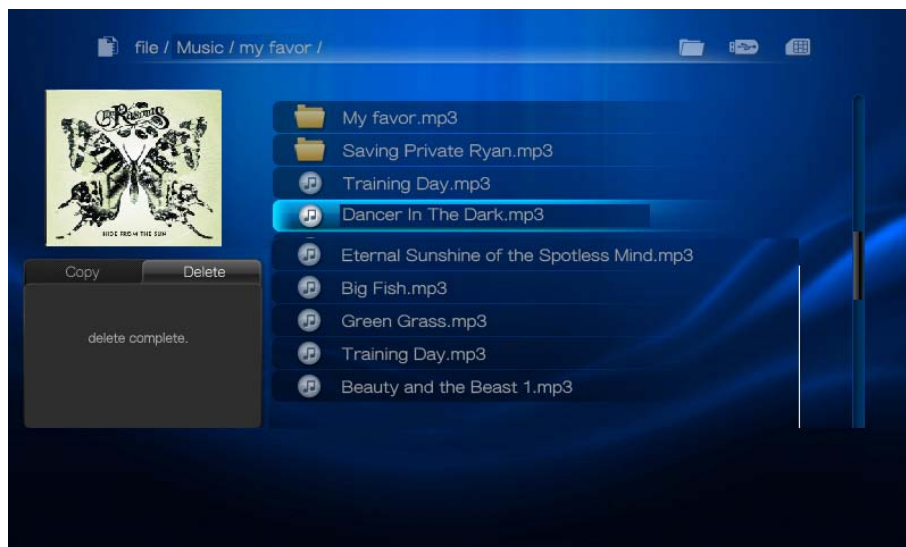 file / Music / my favor /
The Rasmus
HIDE FROM THE SUN
My favor.mp3
Saving Private Ryan.mp3
Training Day.mp3
Dancer In The Dark.mp3
Eternal Sunshine of the Spotless Mind.mp3
Big Fish.mp3
Green Grass.mp3
Training Day.mp3
Beauty and the Beast 1.mp3
Copy Delete
delete complete.